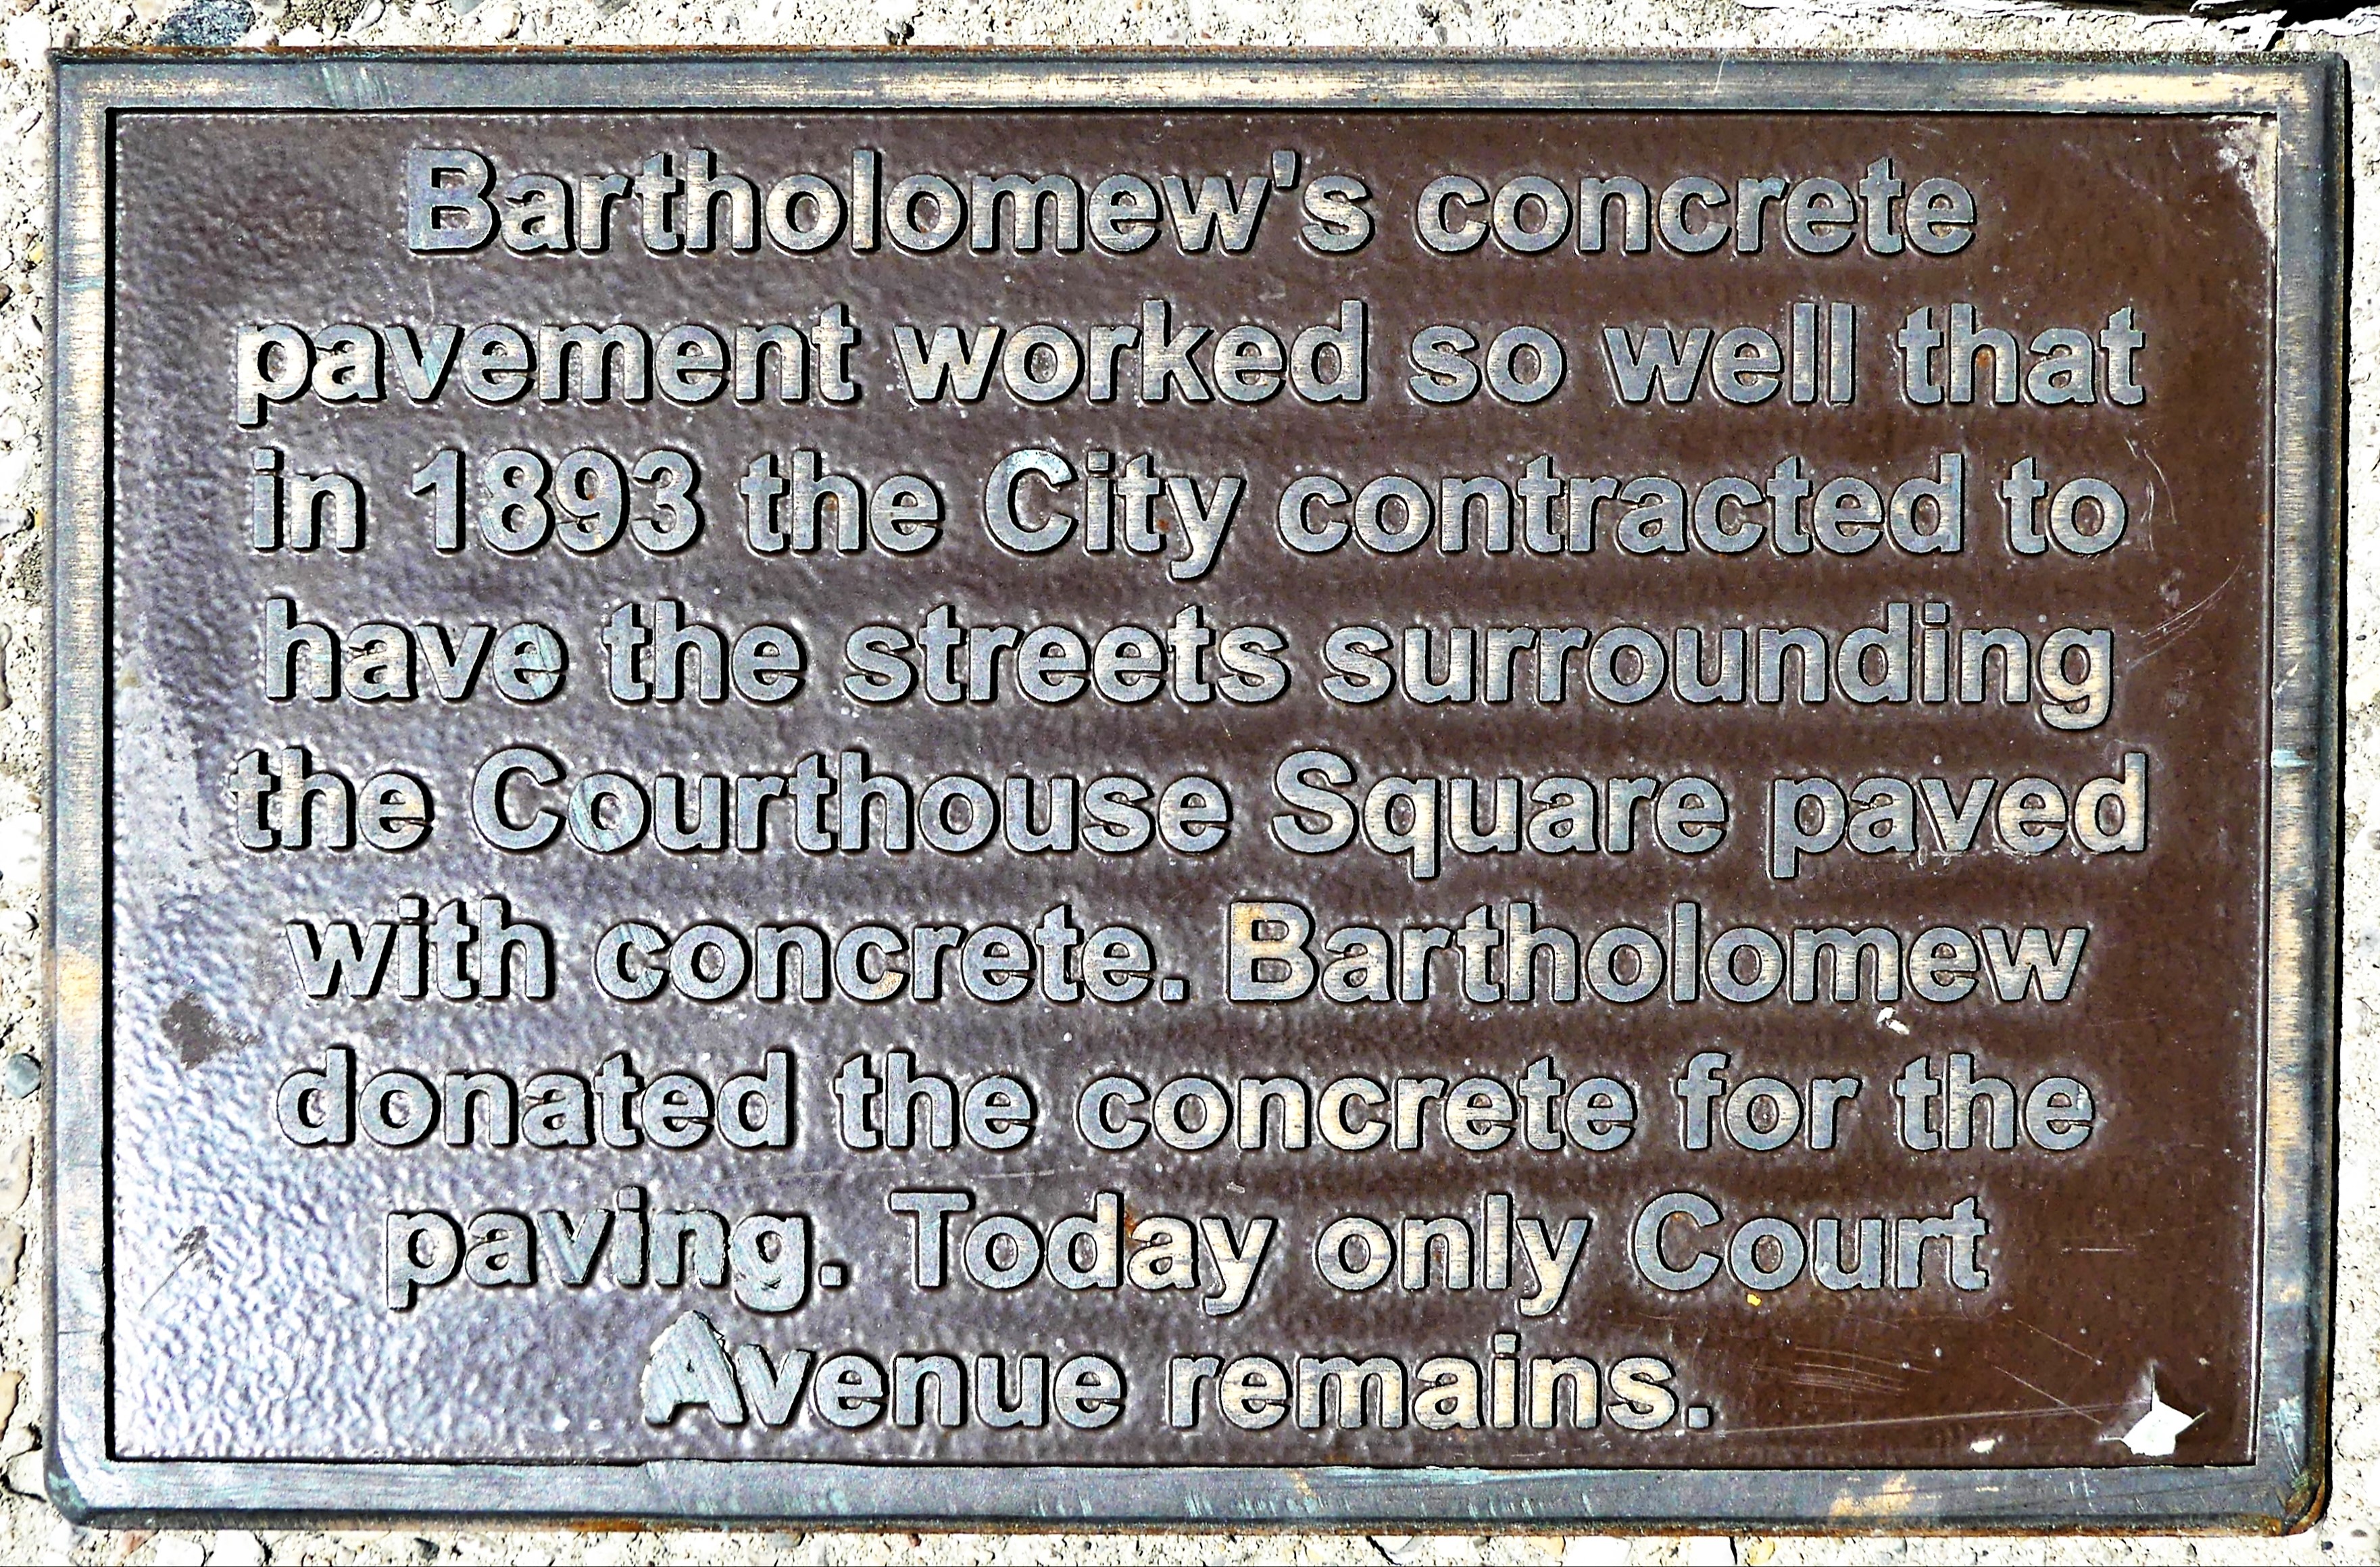 Bartholomew's concrete
pavement worked so well that
in 1893 the City contracted to
have the streets surrounding
the Courthouse Square paved
with concrete. Bartholomew
donated the concrete for the
paving. Today only Court
Avenue remains.